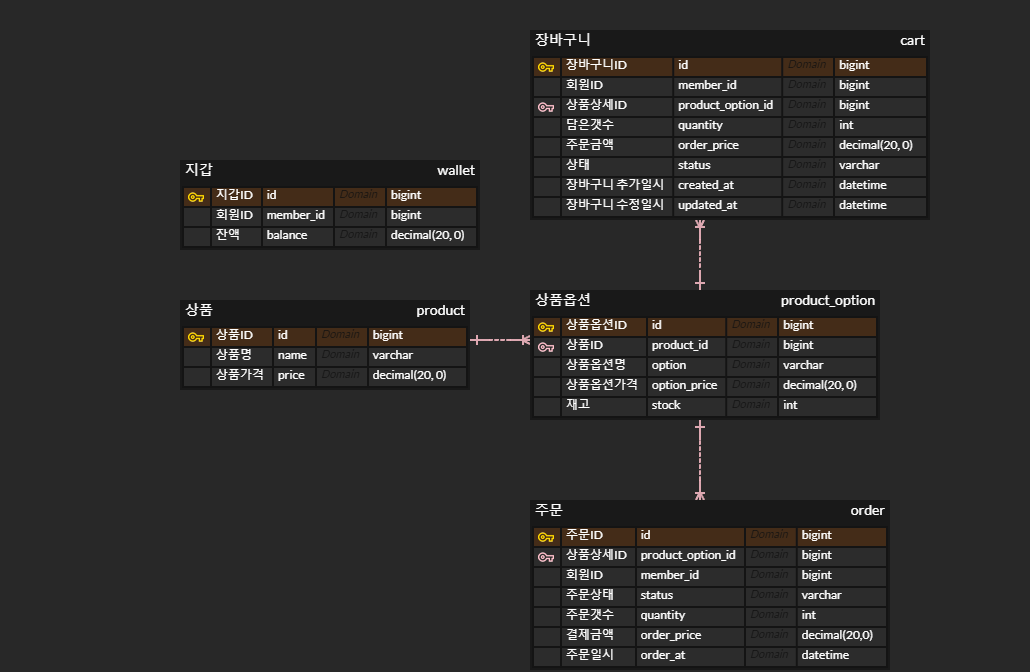 장바구니 cart
장바구니ID id Domain bigint
회원ID member_id Domain bigint
상품상세ID product_option_id Domain bigint
담은갯수 quantity Domain int
주문금액 order_price Domain decimal(20, 0)
상태 status Domain varchar
장바구니 추가일시 created_at Domain datetime
장바구니 수정일시 updated_at Domain datetime
지갑 wallet
지갑ID id Domain bigint
회원ID member_id Domain bigint
잔액 balance Domain decimal(20, 0)
상품 product
상품ID id Domain bigint
상품명 name Domain varchar
상품가격 price Domain decimal(20, 0)
상품옵션 product_option
상품옵션ID id Domain bigint
상품ID product_id Domain bigint
상품옵션명 option Domain varchar
상품옵션가격 option_price Domain decimal(20, 0)
재고 stock Domain int
주문 order
주문ID id Domain bigint
상품상세ID product_option_id Domain bigint
회원ID member_id Domain bigint
주문상태 status Domain varchar
주문갯수 quantity Domain int
결제금액 order_price Domain decimal(20,0)
주문일시 order_at Domain datetime